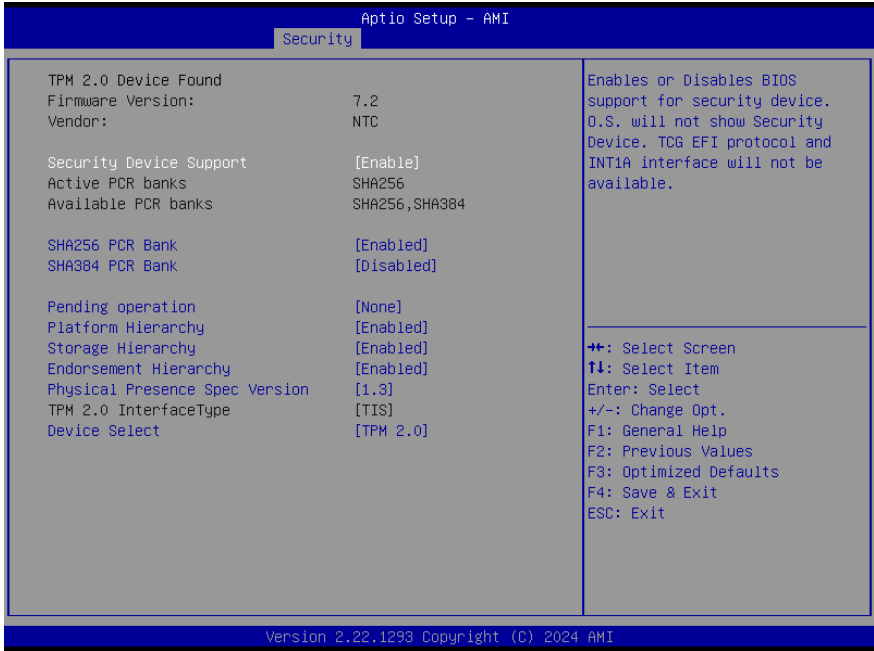 Aptio Setup – AMI
Security
TPM 2.0 Device Found
Firmware Version: 7.2
Vendor: NTC
Security Device Support [Enable]
Active PCR banks SHA256
Available PCR banks SHA256,SHA384
SHA256 PCR Bank [Enabled]
SHA384 PCR Bank [Disabled]
Pending operation [None]
Platform Hierarchy [Enabled]
Storage Hierarchy [Enabled]
Endorsement Hierarchy [Enabled]
Physical Presence Spec Version [1.3]
TPM 2.0 InterfaceType [TIS]
Device Select [TPM 2.0]
Enables or Disables BIOS
support for security device.
O.S. will not show Security
Device. TCG EFI protocol and
INT1A interface will not be
available.
→←: Select Screen
↑↓: Select Item
Enter: Select
+/-: Change Opt.
F1: General Help
F2: Previous Values
F3: Optimized Defaults
F4: Save & Exit
ESC: Exit
Version 2.22.1293 Copyright (C) 2024 AMI